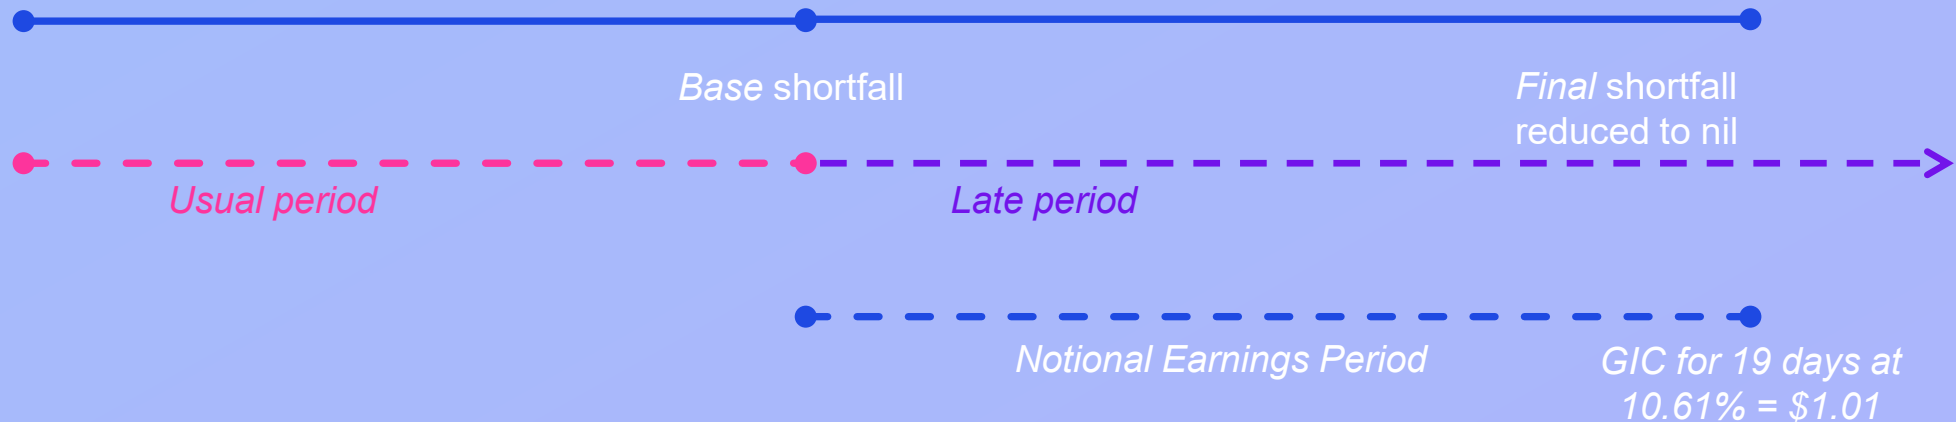 Base shortfall
Final shortfall
reduced to nil
Usual period
Late period
Notional Earnings Period
GIC for 19 days at
10.61% = $1.01